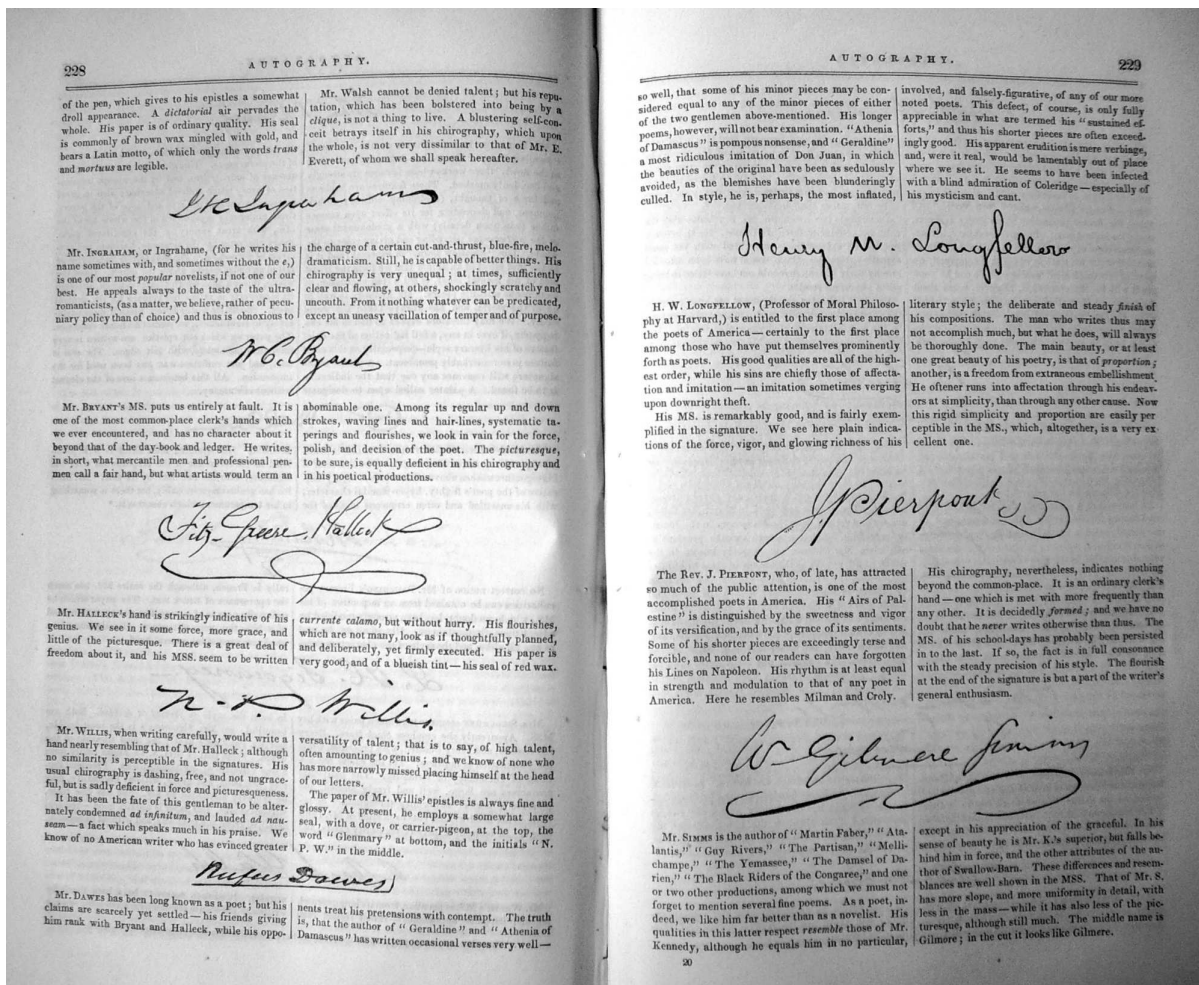 228
AUTOGRAPHY.
of the pen, which gives to his epistles a somewhat
droll appearance. A dictatorial air pervades the
whole. His paper is of ordinary quality. His seal
is commonly of brown wax mingled with gold, and
bears a Latin motto, of which only the words trans
and mortuus are legible.
Mr. Walsh cannot be denied talent; but his repu-
tation, which has been bolstered into being by a
clique, is not a thing to live. A blustering self-con-
ceit betrays itself in his chirography, which upon
the whole, is not very dissimilar to that of Mr. E.
Everett, of whom we shall speak hereafter.
J H Ingraham
Mr. INGRAHAM, or Ingrahame, (for he writes his
name sometimes with, and sometimes without the e,)
is one of our most popular novelists, if not one of our
best. He appeals always to the taste of the ultra-
romanticists, (as a matter, we believe, rather of pecu-
niary policy than of choice) and thus is obnoxious to
the charge of a certain cut-and-thrust, blue-fire, melo-
dramaticism. Still, he is capable of better things. His
chirography is very unequal; at times, sufficiently
clear and flowing, at others, shockingly scratchy and
uncouth. From it nothing whatever can be predicated,
except an uneasy vacillation of temper and of purpose.
W. C. Bryant
Mr. BRYANT'S MS. puts us entirely at fault. It is
one of the most common-place clerk's hands which
we ever encountered, and has no character about it
beyond that of the day-book and ledger. He writes,
in short, what mercantile men and professional pen-
men call a fair hand, but what artists would term an
abominable one. Among its regular up and down
strokes, waving lines and hair-lines, systematic ta-
perings and flourishes, we look in vain for the force,
polish, and decision of the poet. The picturesque,
to be sure, is equally deficient in his chirography and
in his poetical productions.
Fitz-Greene Halleck
Mr. HALLECK'S hand is strikingly indicative of his
genius. We see in it some force, more grace, and
little of the picturesque. There is a great deal of
freedom about it, and his MSS. seem to be written
currente calamo, but without hurry. His flourishes,
which are not many, look as if thoughtfully planned,
and deliberately, yet firmly executed. His paper is
very good, and of a blueish tint—his seal of red wax.
N. P. Willis.
Mr. WILLIS, when writing carefully, would write a
hand nearly resembling that of Mr. Halleck; although
no similarity is perceptible in the signatures. His
usual chirography is dashing, free, and not ungrace-
ful, but is sadly deficient in force and picturesqueness.
It has been the fate of this gentleman to be alter-
nately condemned ad infinitum, and lauded ad nau-
seam—a fact which speaks much in his praise. We
know of no American writer who has evinced greater
versatility of talent; that is to say, of high talent,
often amounting to genius; and we know of none who
has more narrowly missed placing himself at the head
of our letters.
The paper of Mr. Willis' epistles is always fine and
glossy. At present, he employs a somewhat large
seal, with a dove, or carrier-pigeon, at the top, the
word "Glenmary" at bottom, and the initials "N.
P. W." in the middle.
Rufus Dawes
Mr. DAWES has been long known as a poet; but his
claims are scarcely yet settled—his friends giving
him rank with Bryant and Halleck, while his oppo-
nents treat his pretensions with contempt. The truth
is, that the author of "Geraldine" and "Athenia of
Damascus" has written occasional verses very well—
AUTOGRAPHY.
229
so well, that some of his minor pieces may be con-
sidered equal to any of the minor pieces of either
of the two gentlemen above-mentioned. His longer
poems, however, will not bear examination. "Athenia
of Damascus" is pompous nonsense, and "Geraldine"
a most ridiculous imitation of Don Juan, in which
the beauties of the original have been as sedulously
avoided, as the blemishes have been blunderingly
culled. In style, he is, perhaps, the most inflated,
involved, and falsely-figurative, of any of our more
noted poets. This defect, of course, is only fully
appreciable in what are termed his "sustained ef-
forts," and thus his shorter pieces are often exceed-
ingly good. His apparent erudition is mere verbiage,
and, were it real, would be lamentably out of place
where we see it. He seems to have been infected
with a blind admiration of Coleridge—especially of
his mysticism and cant.
Henry W. Longfellow
H. W. LONGFELLOW, (Professor of Moral Philoso-
phy at Harvard,) is entitled to the first place among
the poets of America—certainly to the first place
among those who have put themselves prominently
forth as poets. His good qualities are all of the high-
est order, while his sins are chiefly those of affecta-
tion and imitation—an imitation sometimes verging
upon downright theft.
His MS. is remarkably good, and is fairly exem-
plified in the signature. We see here plain indica-
tions of the force, vigor, and glowing richness of his
literary style; the deliberate and steady finish of
his compositions. The man who writes thus may
not accomplish much, but what he does, will always
be thoroughly done. The main beauty, or at least
one great beauty of his poetry, is that of proportion;
another, is a freedom from extraneous embellishment.
He oftener runs into affectation through his endeav-
ors at simplicity, than through any other cause. Now
this rigid simplicity and proportion are easily per
ceptible in the MS., which, altogether, is a very ex-
cellent one.
J. Pierpont
The Rev. J. PIERPONT, who, of late, has attracted
so much of the public attention, is one of the most
accomplished poets in America. His "Airs of Pal-
estine" is distinguished by the sweetness and vigor
of its versification, and by the grace of its sentiments.
Some of his shorter pieces are exceedingly terse and
forcible, and none of our readers can have forgotten
his Lines on Napoleon. His rhythm is at least equal
in strength and modulation to that of any poet in
America. Here he resembles Milman and Croly.
His chirography, nevertheless, indicates nothing
beyond the common-place. It is an ordinary clerk's
hand—one which is met with more frequently than
any other. It is decidedly formed; and we have no
doubt that he never writes otherwise than thus. The
MS. of his school-days has probably been persisted
in to the last. If so, the fact is in full consonance
with the steady precision of his style. The flourish
at the end of the signature is but a part of the writer's
general enthusiasm.
W Gilmore Simms
Mr. SIMMS is the author of "Martin Faber," "Ata-
lantis," "Guy Rivers," "The Partisan," "Melli-
champe," "The Yemassee," "The Damsel of Da-
rien," "The Black Riders of the Congaree," and one
or two other productions, among which we must not
forget to mention several fine poems. As a poet, in-
deed, we like him far better than as a novelist. His
qualities in this latter respect resemble those of Mr.
Kennedy, although he equals him in no particular,
except in his appreciation of the graceful. In his
sense of beauty he is Mr. K.'s superior, but falls be-
hind him in force, and the other attributes of the au-
thor of Swallow-Barn. These differences and resem-
blances are well shown in the MSS. That of Mr. S.
has more slope, and more uniformity in detail, with
less in the mass—while it has also less of the pic-
turesque, although still much. The middle name is
Gilmore; in the cut it looks like Gilmere.
20